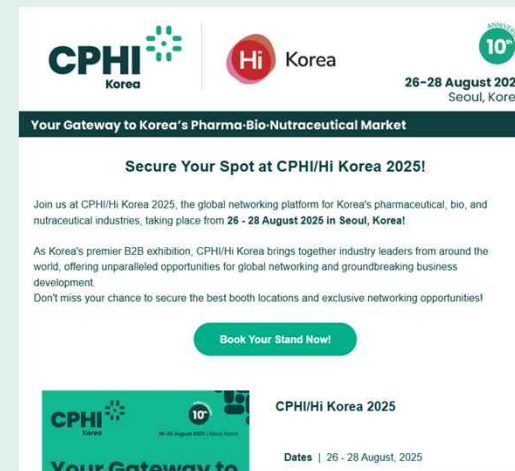 CPHI
Korea
Hi Korea
10th
26-28 August 202
Seoul, Kore
Your Gateway to Korea's Pharma·Bio·Nutraceutical Market
Secure Your Spot at CPHI/Hi Korea 2025!
Join us at CPHI/Hi Korea 2025, the global networking platform for Korea's pharmaceutical, bio, and
nutraceutical industries, taking place from 26 - 28 August 2025 in Seoul, Korea!
As Korea's premier B2B exhibition, CPHI/Hi Korea brings together industry leaders from around the
world, offering unparalleled opportunities for global networking and groundbreaking business
development.
Don't miss your chance to secure the best booth locations and exclusive networking opportunities!
Book Your Stand Now!
CPHI
Korea
10th
Your Gateway to
CPHI/Hi Korea 2025
Dates | 26 - 28 August, 2025